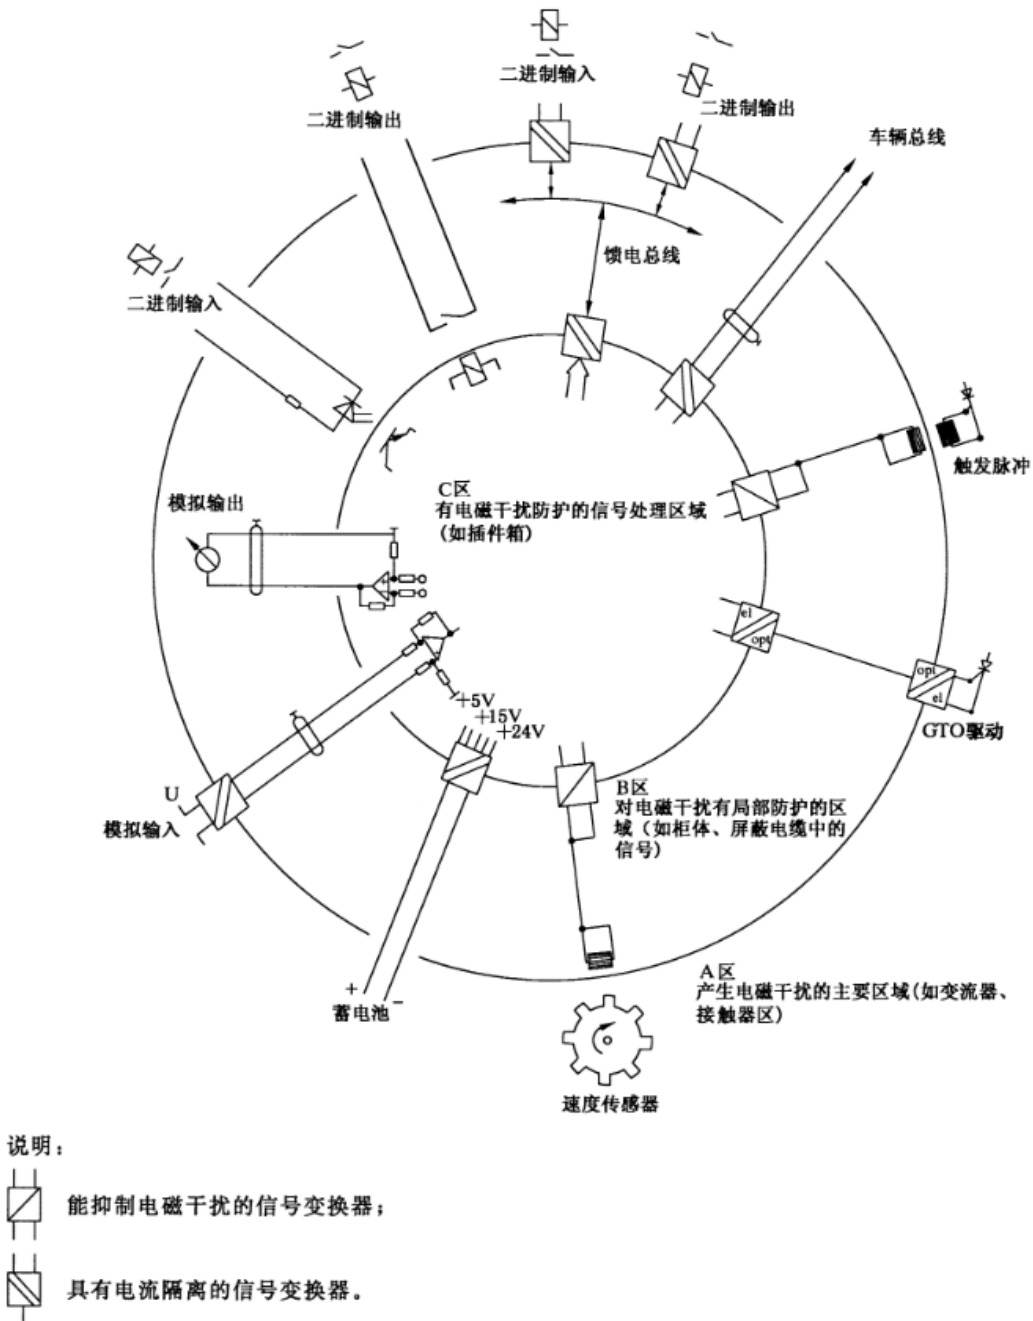 二进制输入
二进制输出
二进制输出
车辆总线
馈电总线
二进制输入
触发脉冲
模拟输出
C区
有电磁干扰防护的信号处理区域
(如插件箱)
el
opt
opt
el
GTO驱动
+5V
+15V
+24V
U
模拟输入
B区
对电磁干扰有局部防护的区
域（如柜体、屏蔽电缆中的
信号）
A区
产生电磁干扰的主要区域(如变流器、
接触器区)
+
蓄电池 −
速度传感器
说明：
能抑制电磁干扰的信号变换器；
具有电流隔离的信号变换器。